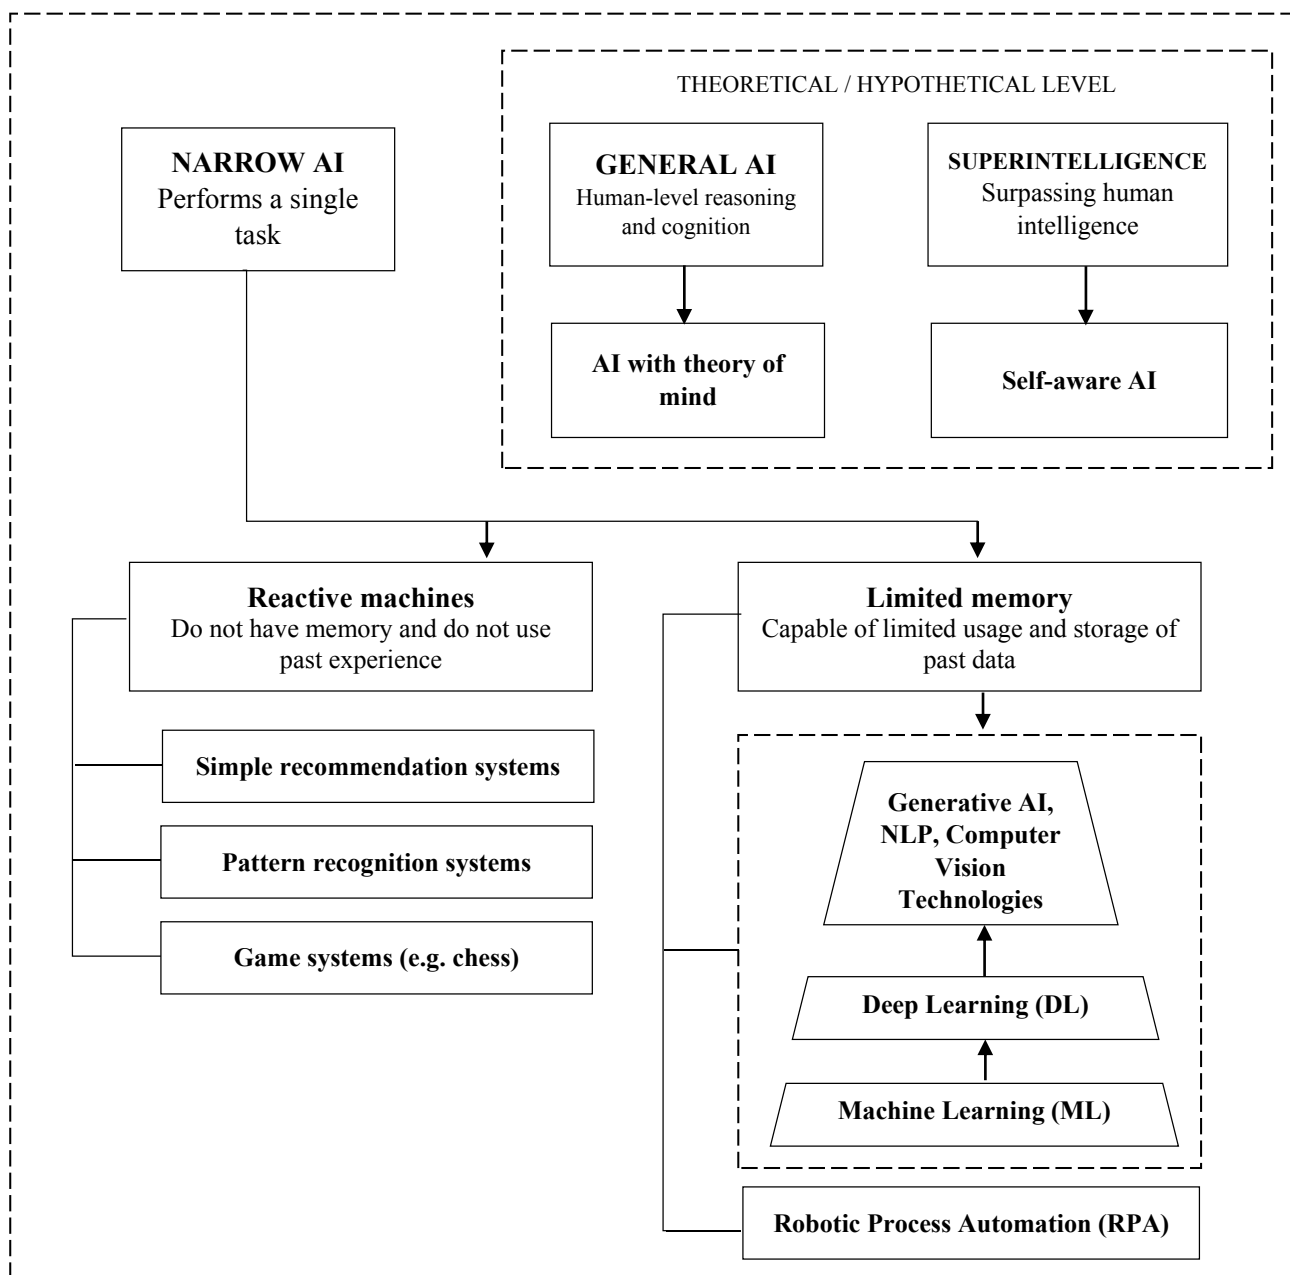 THEORETICAL / HYPOTHETICAL LEVEL
NARROW AI
Performs a single
task
GENERAL AI
Human-level reasoning
and cognition
SUPERINTELLIGENCE
Surpassing human
intelligence
AI with theory of
mind
Self-aware AI
Reactive machines
Do not have memory and do not use
past experience
Limited memory
Capable of limited usage and storage of
past data
Simple recommendation systems
Pattern recognition systems
Game systems (e.g. chess)
Generative AI,
NLP, Computer
Vision
Technologies
Deep Learning (DL)
Machine Learning (ML)
Robotic Process Automation (RPA)